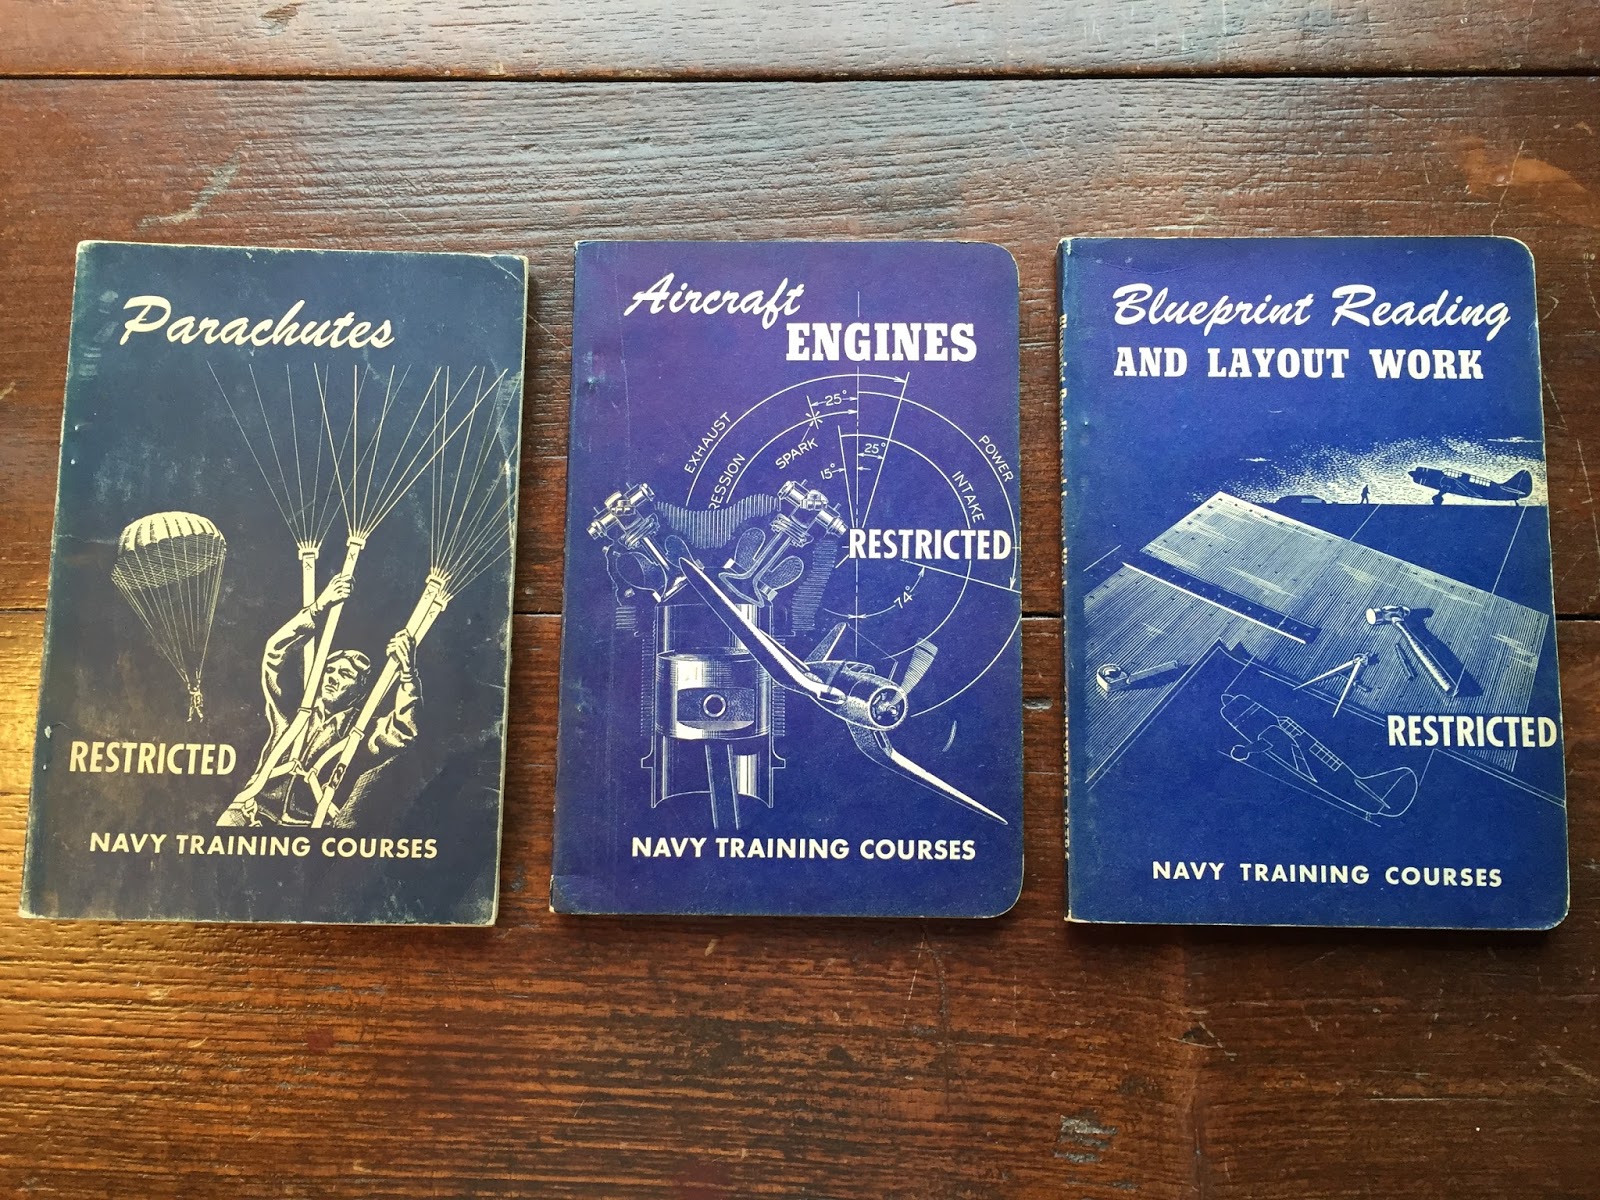 Parachutes
RESTRICTED
NAVY TRAINING COURSES
Aircraft
ENGINES
25°
EXHAUST
SPARK
25°
POWER
15°
RESSION
INTAKE
RESTRICTED
74°
NAVY TRAINING COURSES
Blueprint Reading
AND LAYOUT WORK
RESTRICTED
NAVY TRAINING COURSES